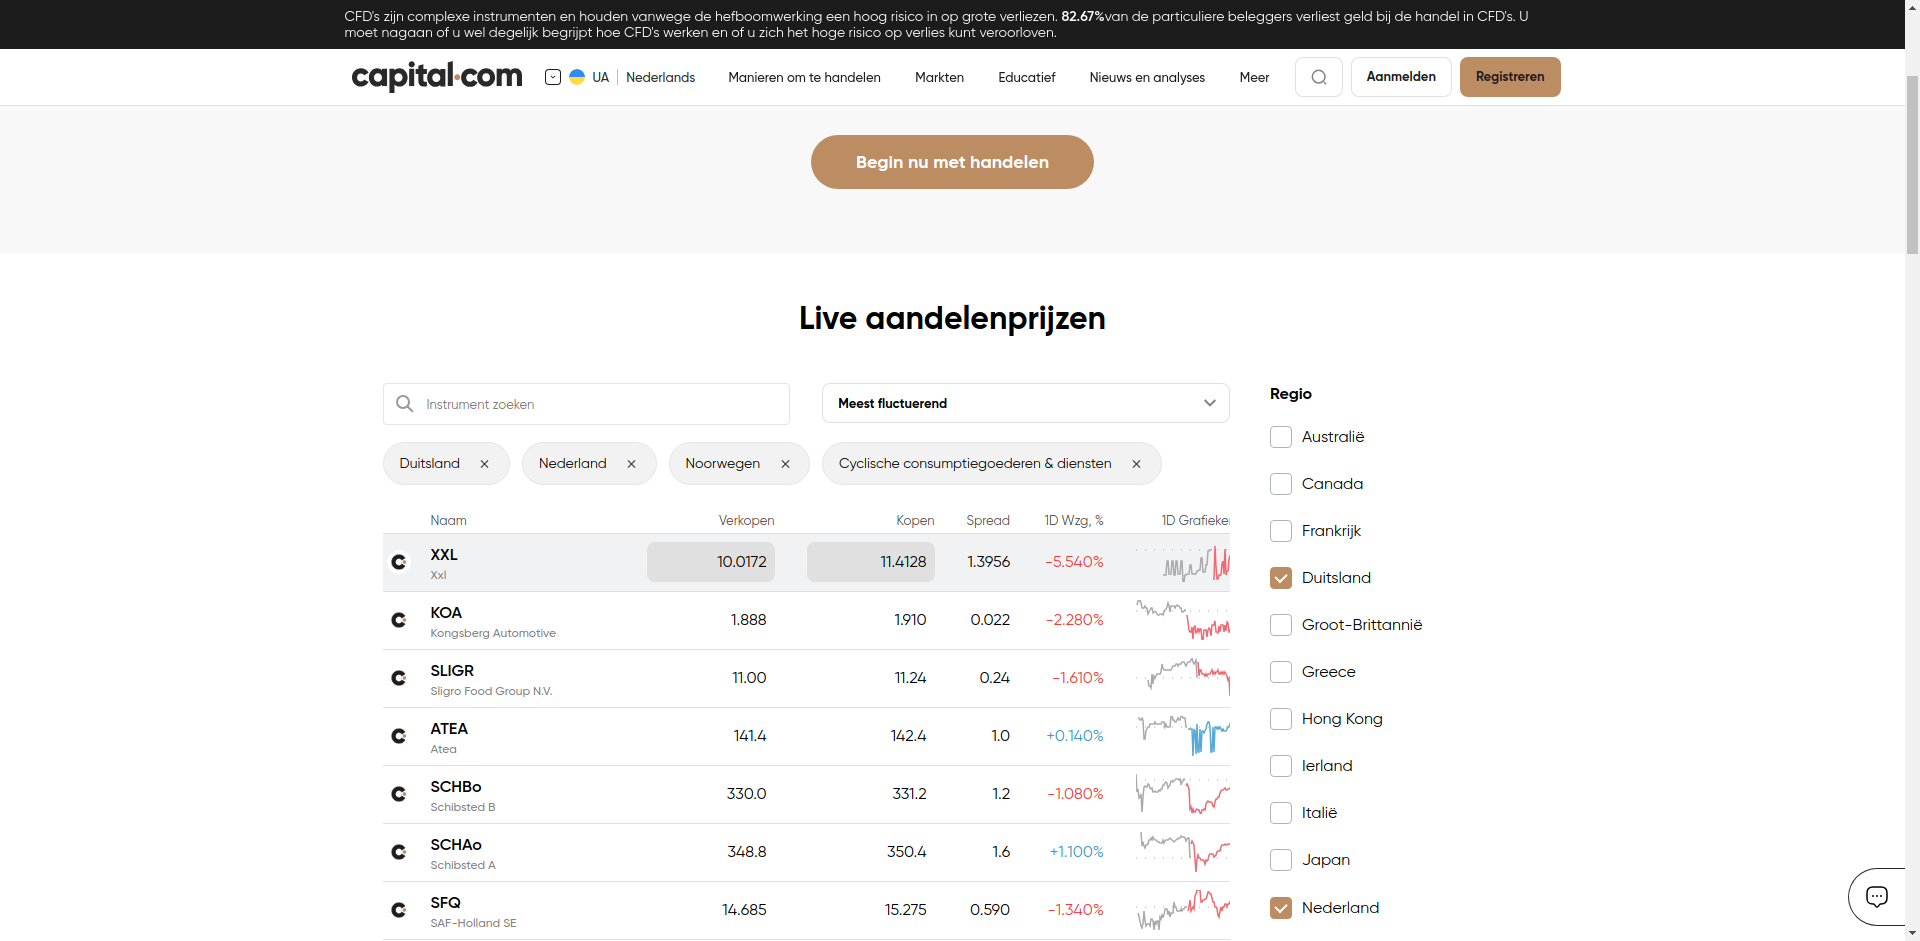 CFD's zijn complexe instrumenten en houden vanwege de hefboomwerking een hoog risico in op grote verliezen. 82.67%van de particuliere beleggers verliest geld bij de handel in CFD's. U
moet nagaan of u wel degelijk begrijpt hoe CFD's werken en of u zich het hoge risico op verlies kunt veroorloven.
capital.com UA Nederlands Manieren om te handelen Markten Educatief Nieuws en analyses Meer Aanmelden Registreren
Begin nu met handelen
Live aandelenprijzen
Instrument zoeken Meest fluctuerend
Duitsland Nederland Noorwegen Cyclische consumptiegoederen & diensten
Naam Verkopen Kopen Spread 1D Wzg, % 1D Grafieke
XXL 10.0172 11.4128 1.3956 -5.540%
Xxl
KOA 1.888 1.910 0.022 -2.280%
Kongsberg Automotive
SLIGR 11.00 11.24 0.24 -1.610%
Sligro Food Group N.V.
ATEA 141.4 142.4 1.0 +0.140%
Atea
SCHBo 330.0 331.2 1.2 -1.080%
Schibsted B
SCHAo 348.8 350.4 1.6 +1.100%
Schibsted A
SFQ 14.685 15.275 0.590 -1.340%
SAF-Holland SE
Regio
Australië
Canada
Frankrijk
Duitsland
Groot-Brittannië
Greece
Hong Kong
Ierland
Italië
Japan
Nederland